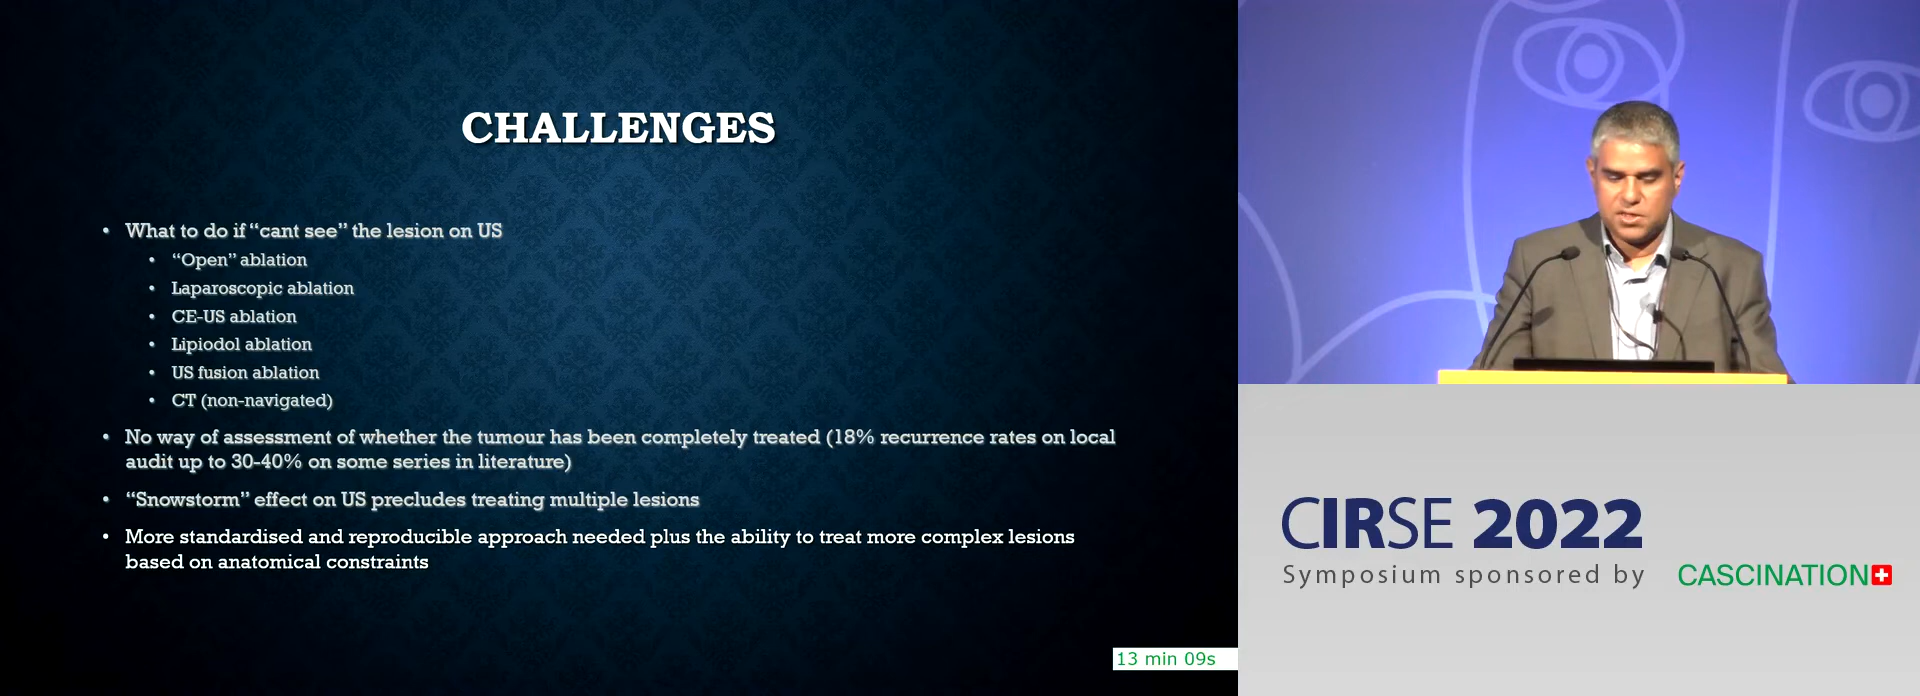 CHALLENGES
• What to do if “cant see” the lesion on US
• “Open” ablation
• Laparoscopic ablation
• CE-US ablation
• Lipiodol ablation
• US fusion ablation
• CT (non-navigated)
• No way of assessment of whether the tumour has been completely treated (18% recurrence rates on local
audit up to 30-40% on some series in literature)
• “Snowstorm” effect on US precludes treating multiple lesions
• More standardised and reproducible approach needed plus the ability to treat more complex lesions
based on anatomical constraints
13 min 09s
CIRSE 2022
Symposium sponsored by CASCINATION